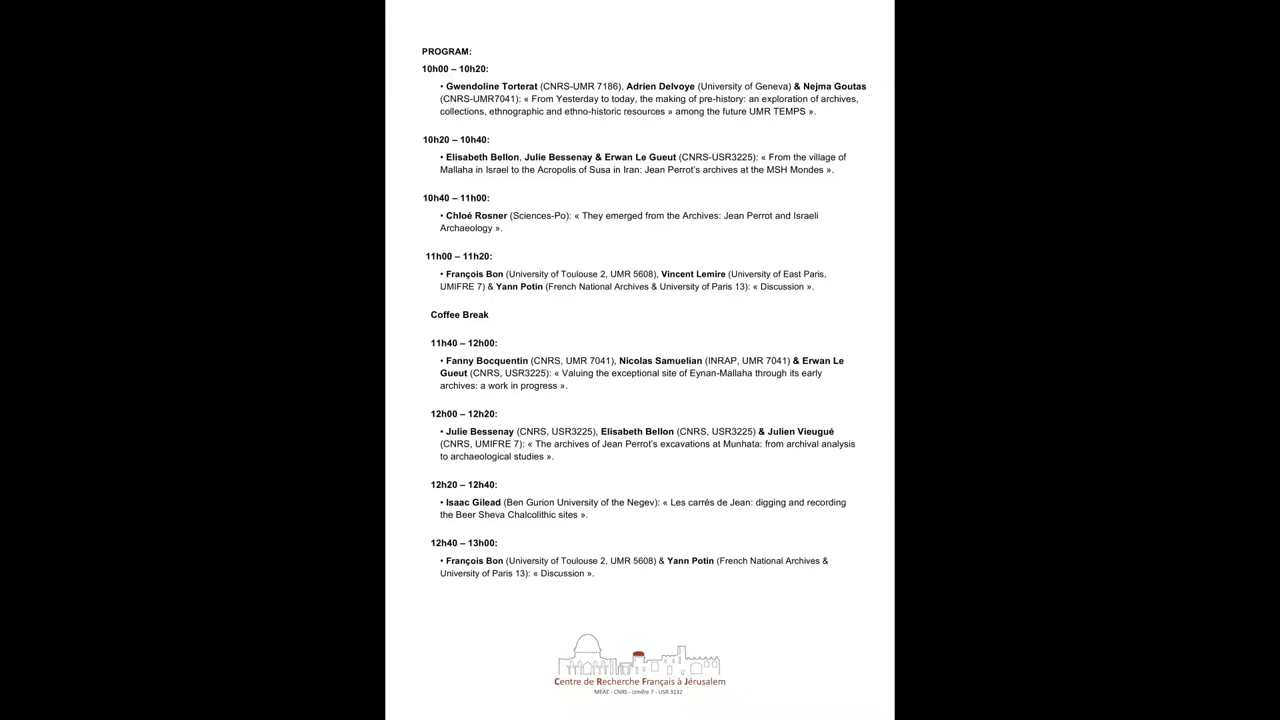 PROGRAM:
10h00 – 10h20:
• Gwendoline Torterat (CNRS-UMR 7186), Adrien Delvoye (University of Geneva) & Nejma Goutas
(CNRS-UMR7041): « From Yesterday to today, the making of pre-history: an exploration of archives,
collections, ethnographic and ethno-historic resources » among the future UMR TEMPS ».
10h20 – 10h40:
• Elisabeth Bellon, Julie Bessenay & Erwan Le Gueut (CNRS-USR3225): « From the village of
Mallaha in Israel to the Acropolis of Susa in Iran: Jean Perrot's archives at the MSH Mondes ».
10h40 – 11h00:
• Chloé Rosner (Sciences-Po): « They emerged from the Archives: Jean Perrot and Israeli
Archaeology ».
11h00 – 11h20:
• François Bon (University of Toulouse 2, UMR 5608), Vincent Lemire (University of East Paris,
UMIFRE 7) & Yann Potin (French National Archives & University of Paris 13): « Discussion ».
Coffee Break
11h40 – 12h00:
• Fanny Bocquentin (CNRS, UMR 7041), Nicolas Samuelian (INRAP, UMR 7041) & Erwan Le
Gueut (CNRS, USR3225): « Valuing the exceptional site of Eynan-Mallaha through its early
archives: a work in progress ».
12h00 – 12h20:
• Julie Bessenay (CNRS, USR3225), Elisabeth Bellon (CNRS, USR3225) & Julien Vieugué
(CNRS, UMIFRE 7): « The archives of Jean Perrot's excavations at Munhata: from archival analysis
to archaeological studies ».
12h20 – 12h40:
• Isaac Gilead (Ben Gurion University of the Negev): « Les carrés de Jean: digging and recording
the Beer Sheva Chalcolithic sites ».
12h40 – 13h00:
• François Bon (University of Toulouse 2, UMR 5608) & Yann Potin (French National Archives &
University of Paris 13): « Discussion ».
Centre de Recherche Français à Jérusalem
MEAE - CNRS - Umifre 7 - USR 3132